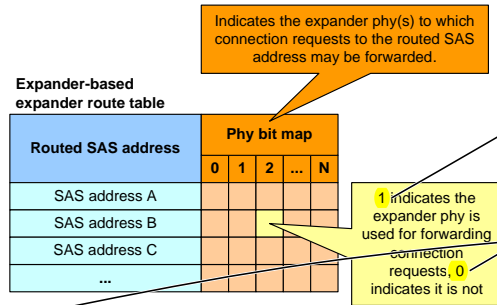 Indicates the expander phy(s) to which
connection requests to the routed SAS
address may be forwarded.
Expander-based
expander route table
Routed SAS address
Phy bit map
0 1 2 ... N
SAS address A
SAS address B
SAS address C
...
1 indicates the
expander phy is
used for forwarding
connection
requests, 0
indicates it is not